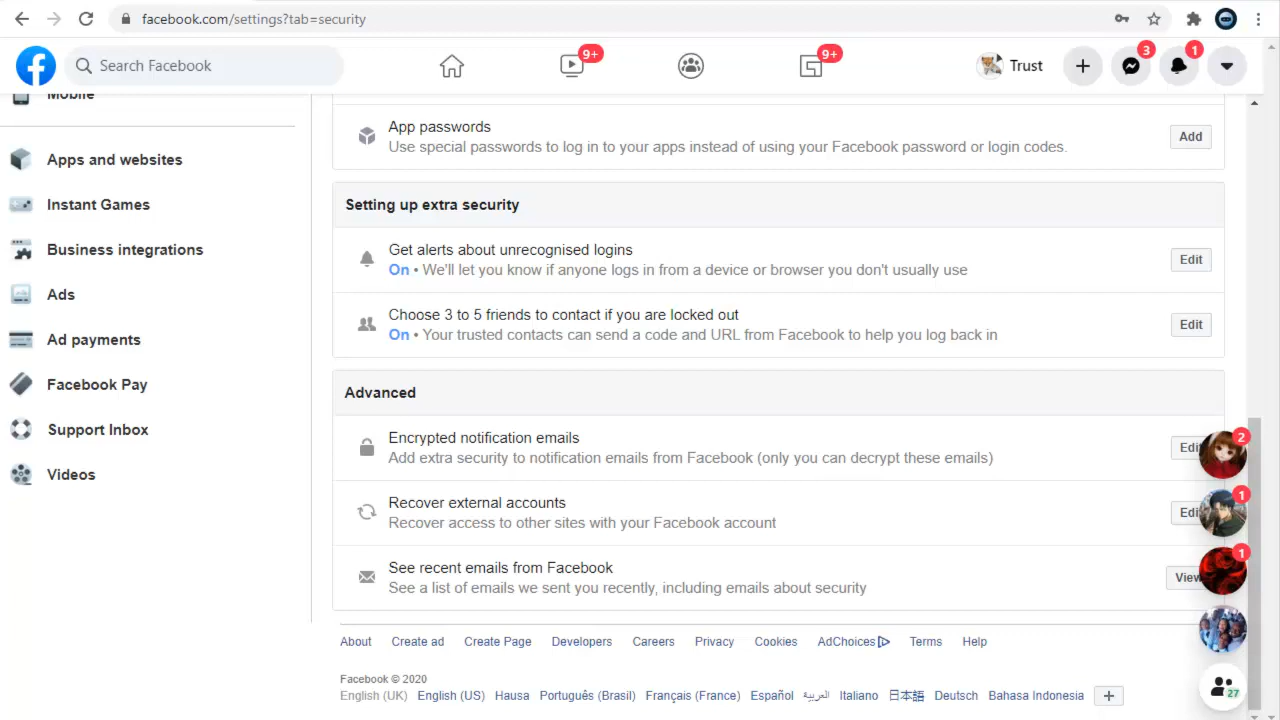 facebook.com/settings?tab=security
Search Facebook
9+
9+
Trust
3
1
Mobile
Apps and websites
Instant Games
Business integrations
Ads
Ad payments
Facebook Pay
Support Inbox
Videos
App passwords
Use special passwords to log in to your apps instead of using your Facebook password or login codes.
Add
Setting up extra security
Get alerts about unrecognised logins
On • We'll let you know if anyone logs in from a device or browser you don't usually use
Edit
Choose 3 to 5 friends to contact if you are locked out
On • Your trusted contacts can send a code and URL from Facebook to help you log back in
Edit
Advanced
Encrypted notification emails
Add extra security to notification emails from Facebook (only you can decrypt these emails)
Edit
2
Recover external accounts
Recover access to other sites with your Facebook account
Edit
1
See recent emails from Facebook
See a list of emails we sent you recently, including emails about security
View
1
About Create ad Create Page Developers Careers Privacy Cookies AdChoices Terms Help
Facebook © 2020
English (UK) English (US) Hausa Português (Brasil) Français (France) Español العربية Italiano 日本語 Deutsch Bahasa Indonesia
27